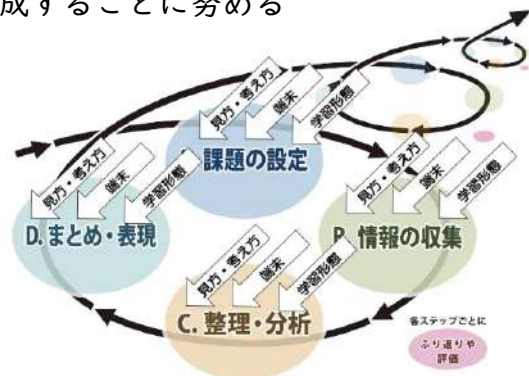 成することに努める
見方・考え方
端末
学習形態
課題の設定
見方・考え方
端末
学習形態
D. まとめ・表現
見方・考え方
端末
学習形態
B. 情報の収集
見方・考え方
端末
学習形態
C. 整理・分析
各ステップごとに
ふり返りや
評価